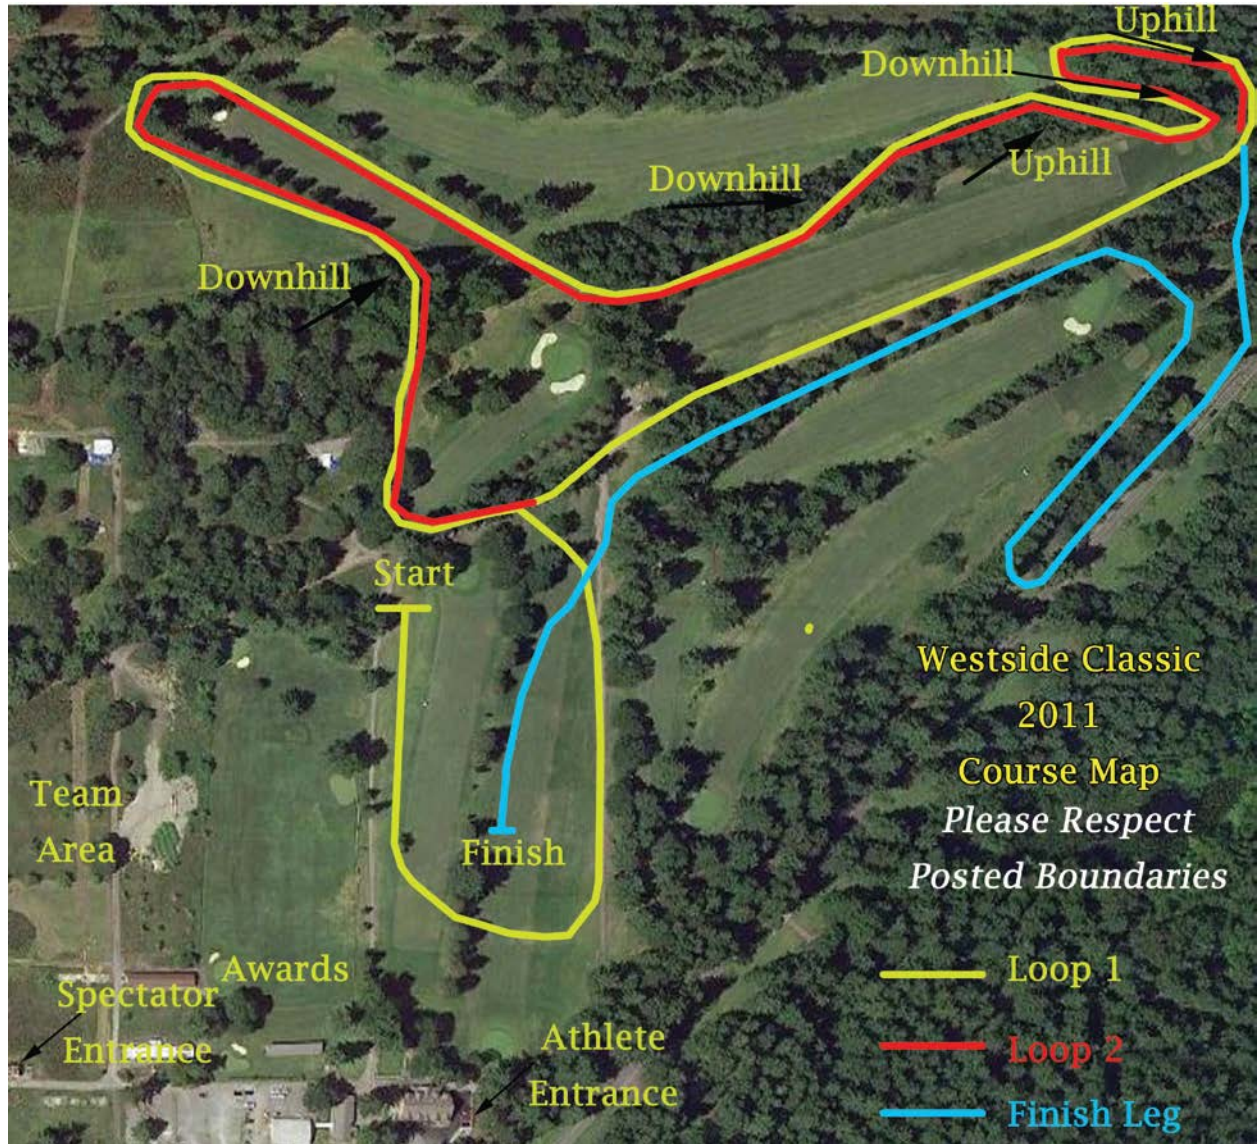 Uphill
Downhill
Downhill
Uphill
Downhill
Start
Westside Classic
2011
Course Map
Please Respect
Posted Boundaries
Team
Area
Finish
Awards
Loop 1
Spectator
Entrance
Athlete
Entrance
Loop 2
Finish Leg